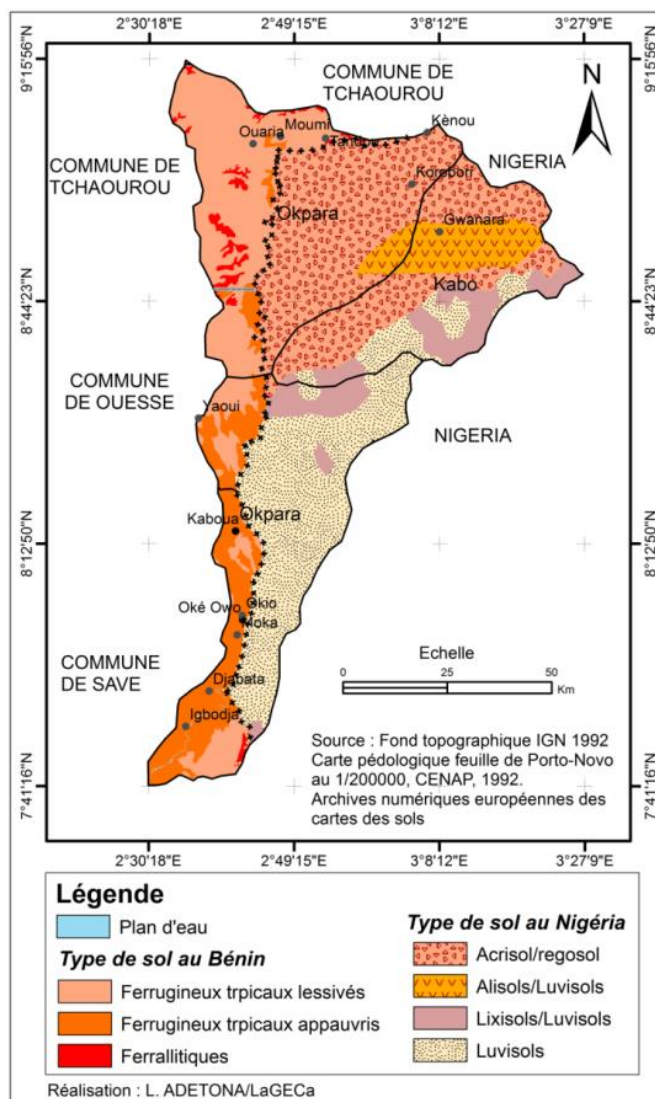 2°30'18"E 2°49'15"E 3°8'12"E 3°27'9"E
9°15'56"N
9°15'56"N
COMMUNE DE
TCHAOUROU
N
Kènou
Moumi
Ouaria
Tandou
NIGERIA
COMMUNE DE
TCHAOUROU
Korobori
Okpara
Gwanara
Kabo
8°44'23"N
8°44'23"N
COMMUNE
DE OUESSE
Yaoui
NIGERIA
Okpara
Kaboua
8°12'50"N
8°12'50"N
Oké Owo
Okio
Moka
COMMUNE
DE SAVE
Djabata
Igbodja
Echelle
0 25 50
Km
Source : Fond topographique IGN 1992
Carte pédologique feuille de Porto-Novo
au 1/200000, CENAP, 1992.
Archives numériques européennes des
cartes des sols
7°41'16"N
7°41'16"N
2°30'18"E 2°49'15"E 3°8'12"E 3°27'9"E
Légende
Plan d'eau
Type de sol au Bénin
Ferrugineux trpicaux lessivés
Ferrugineux trpicaux appauvris
Ferrallitiques
Type de sol au Nigéria
Acrisol/regosol
Alisols/Luvisols
Lixisols/Luvisols
Luvisols
Réalisation : L. ADETONA/LaGECa